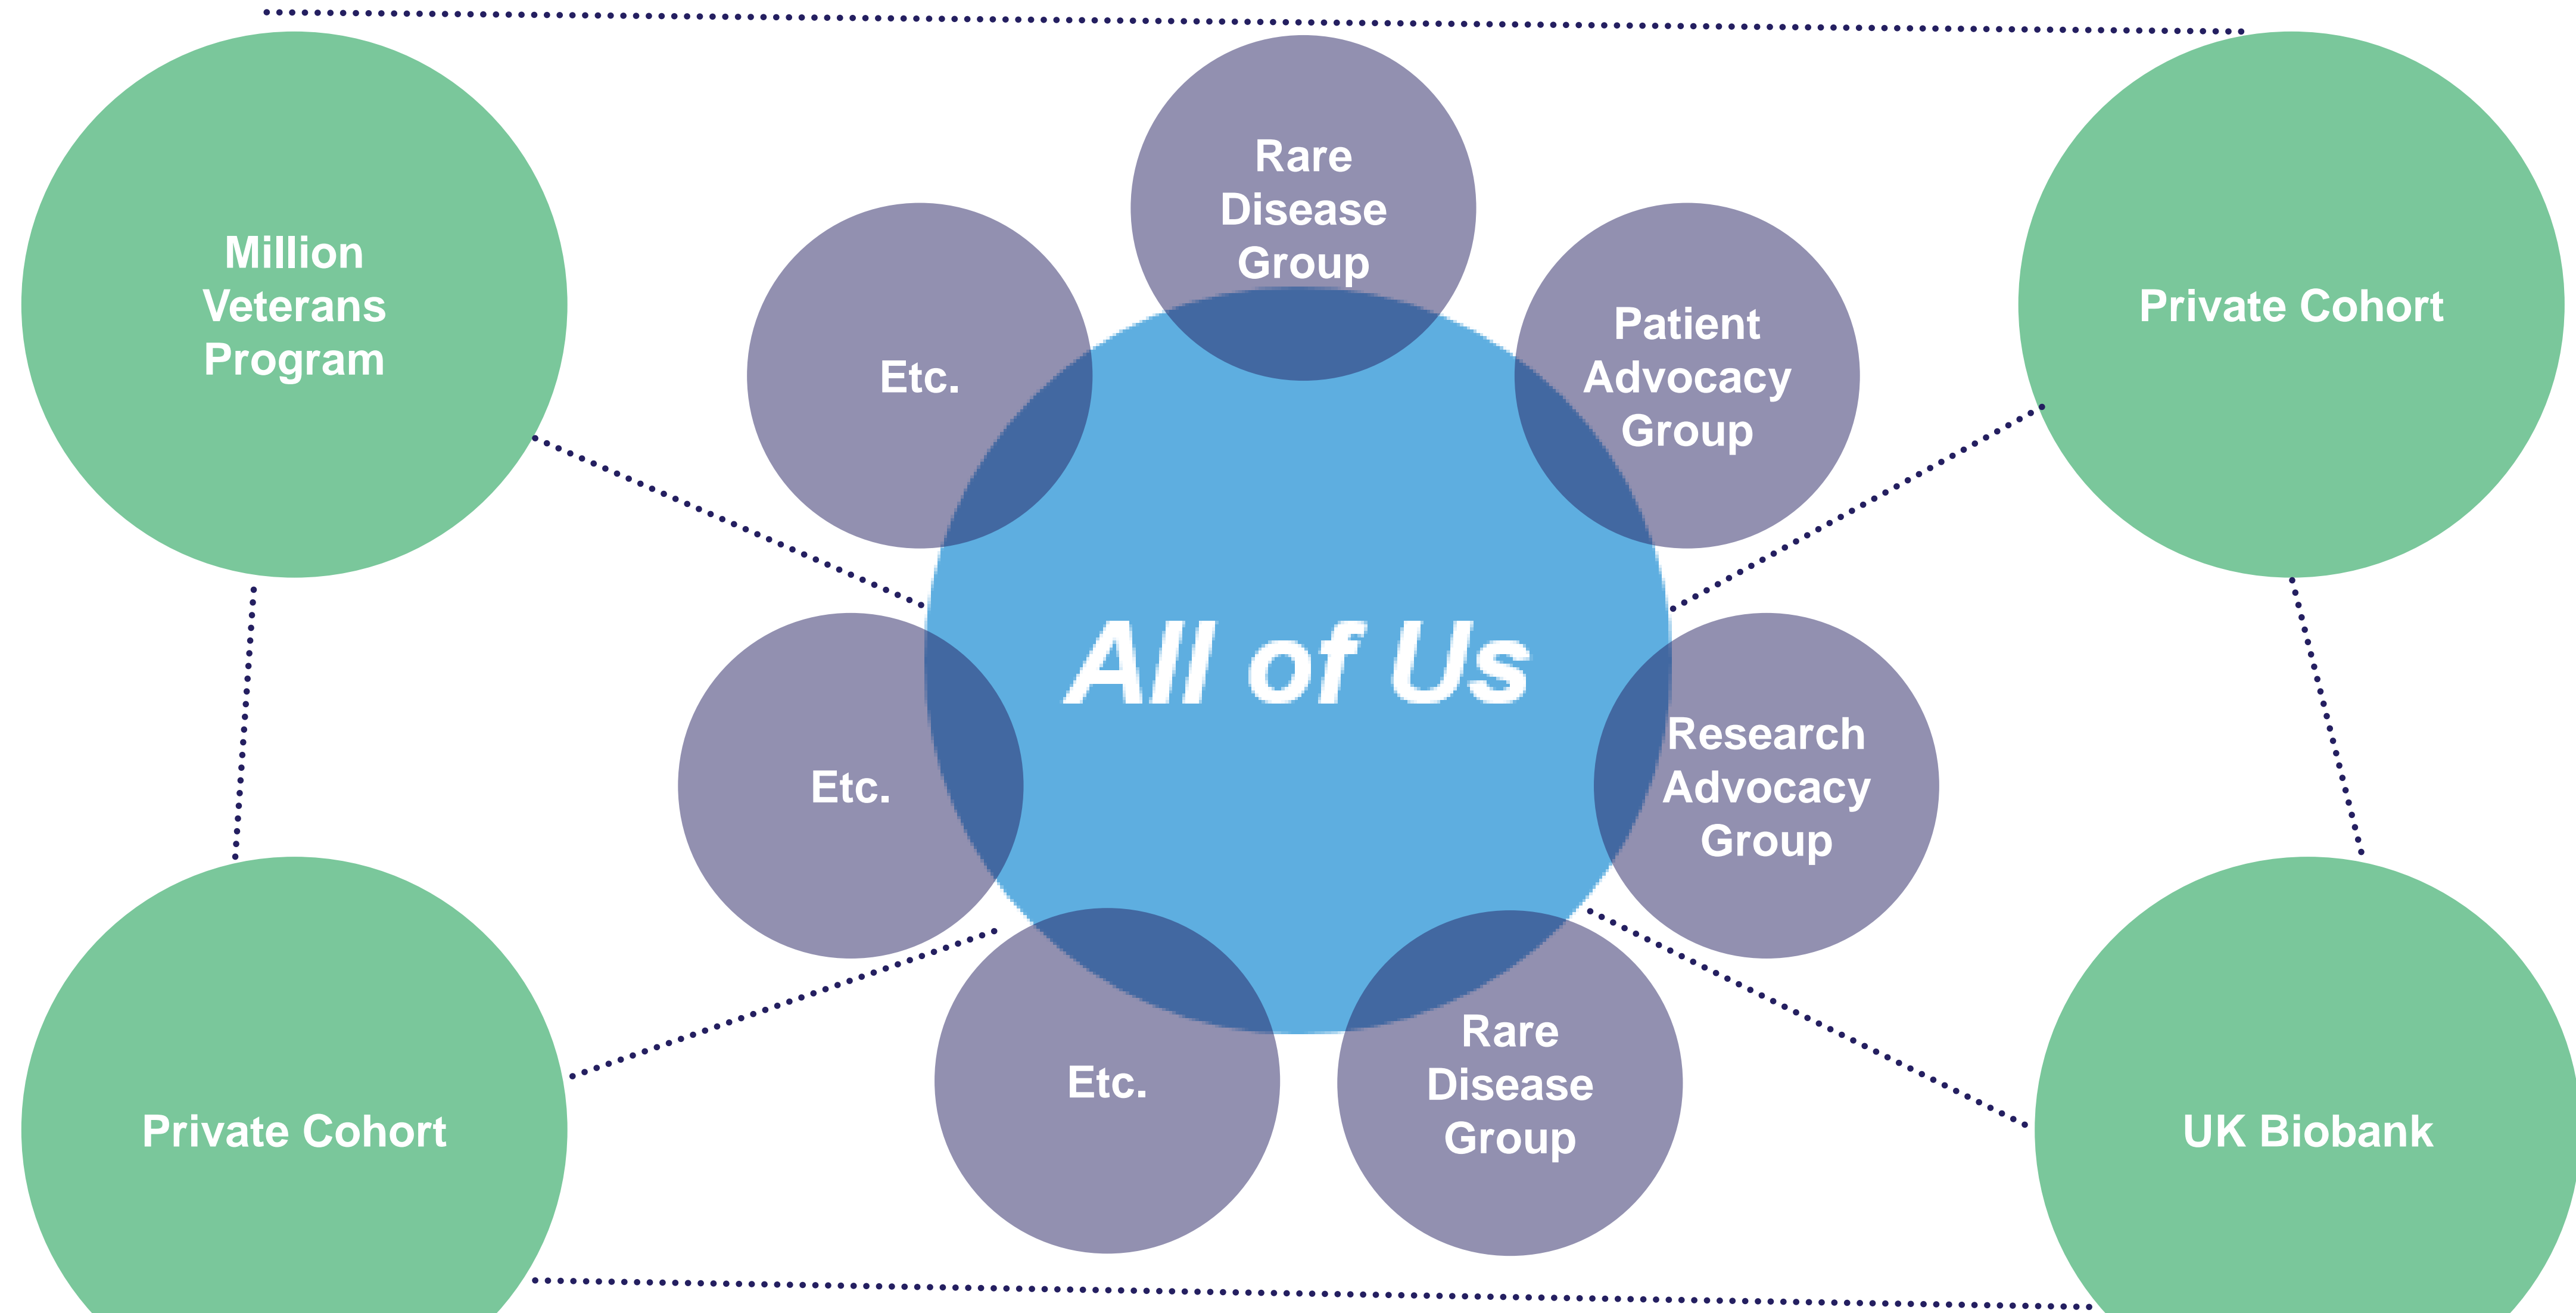 Million
Veterans
Program
Rare
Disease
Group
Private Cohort
Etc.
Patient
Advocacy
Group
All of Us
Etc.
Research
Advocacy
Group
Private Cohort
Etc.
Rare
Disease
Group
UK Biobank